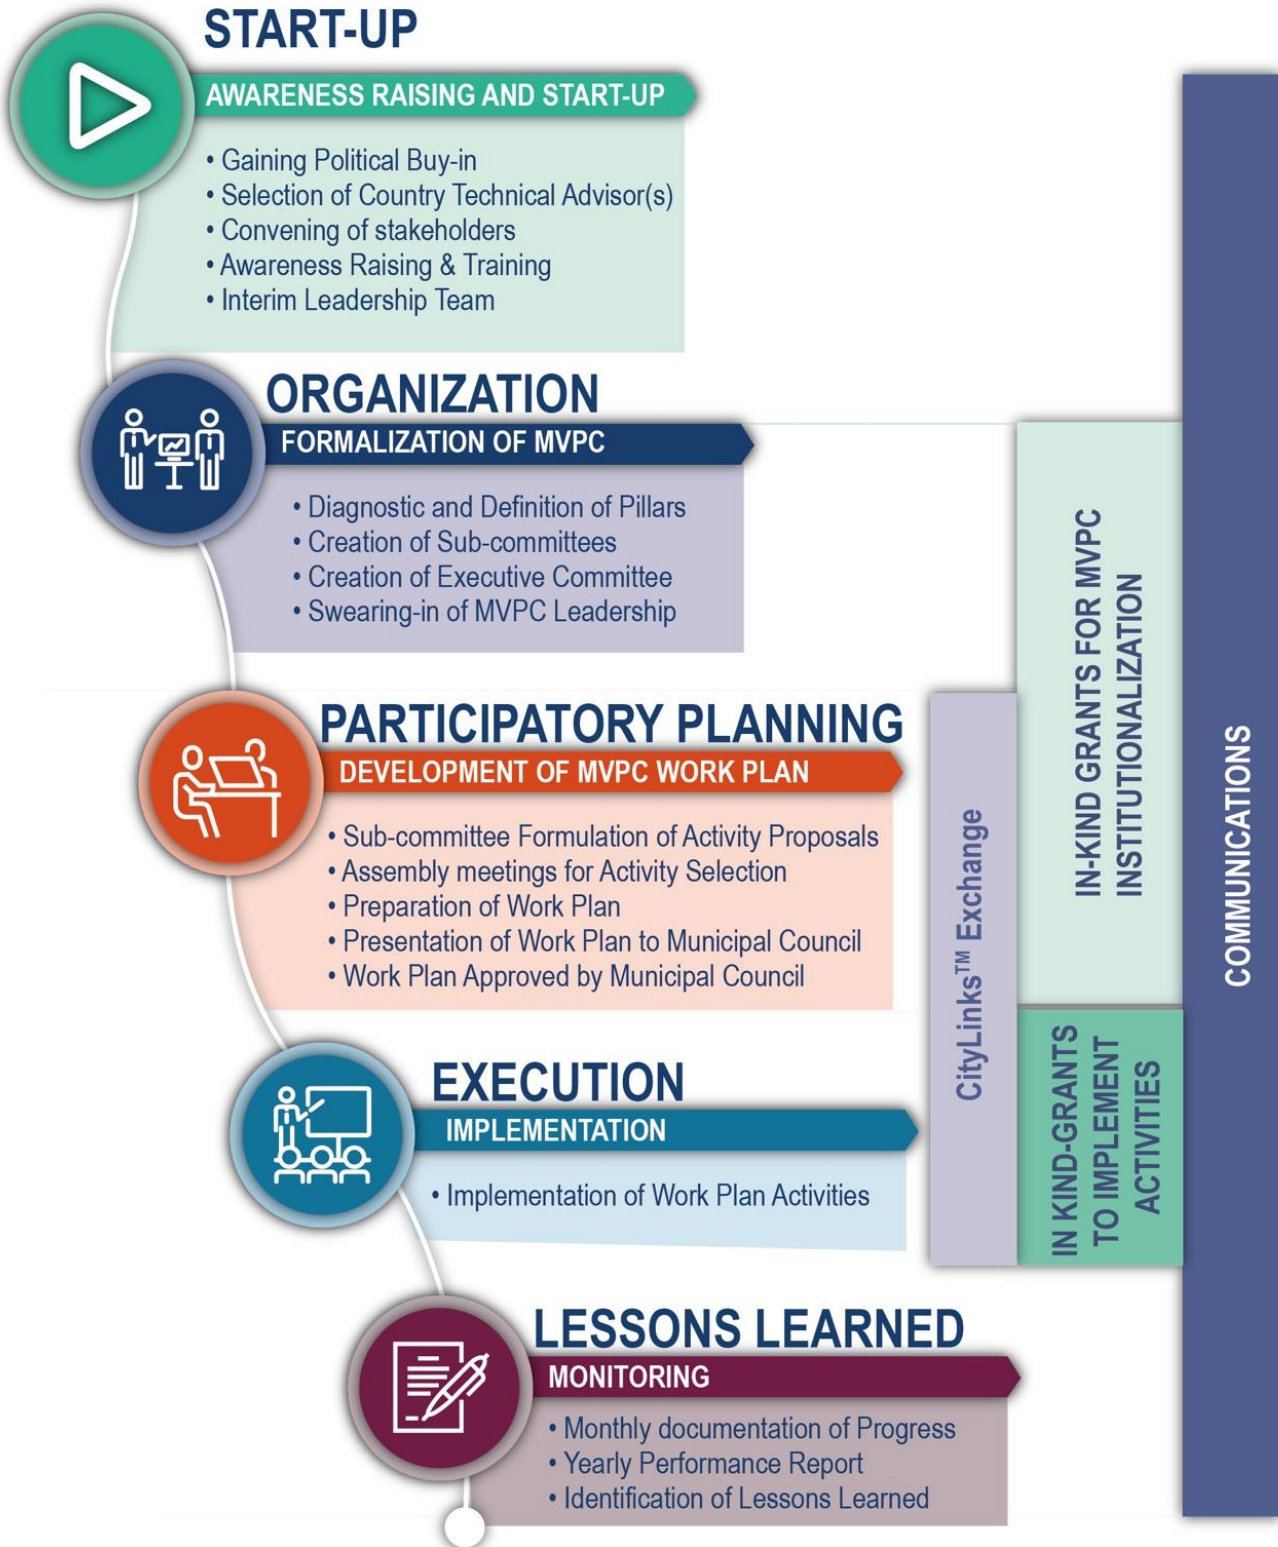 START-UP
AWARENESS RAISING AND START-UP
• Gaining Political Buy-in
• Selection of Country Technical Advisor(s)
• Convening of stakeholders
• Awareness Raising & Training
• Interim Leadership Team
ORGANIZATION
FORMALIZATION OF MVPC
• Diagnostic and Definition of Pillars
• Creation of Sub-committees
• Creation of Executive Committee
• Swearing-in of MVPC Leadership
PARTICIPATORY PLANNING
DEVELOPMENT OF MVPC WORK PLAN
• Sub-committee Formulation of Activity Proposals
• Assembly meetings for Activity Selection
• Preparation of Work Plan
• Presentation of Work Plan to Municipal Council
• Work Plan Approved by Municipal Council
EXECUTION
IMPLEMENTATION
• Implementation of Work Plan Activities
LESSONS LEARNED
MONITORING
• Monthly documentation of Progress
• Yearly Performance Report
• Identification of Lessons Learned
CityLinks™ Exchange
IN-KIND GRANTS FOR MVPC
INSTITUTIONALIZATION
IN KIND-GRANTS
TO IMPLEMENT
ACTIVITIES
COMMUNICATIONS